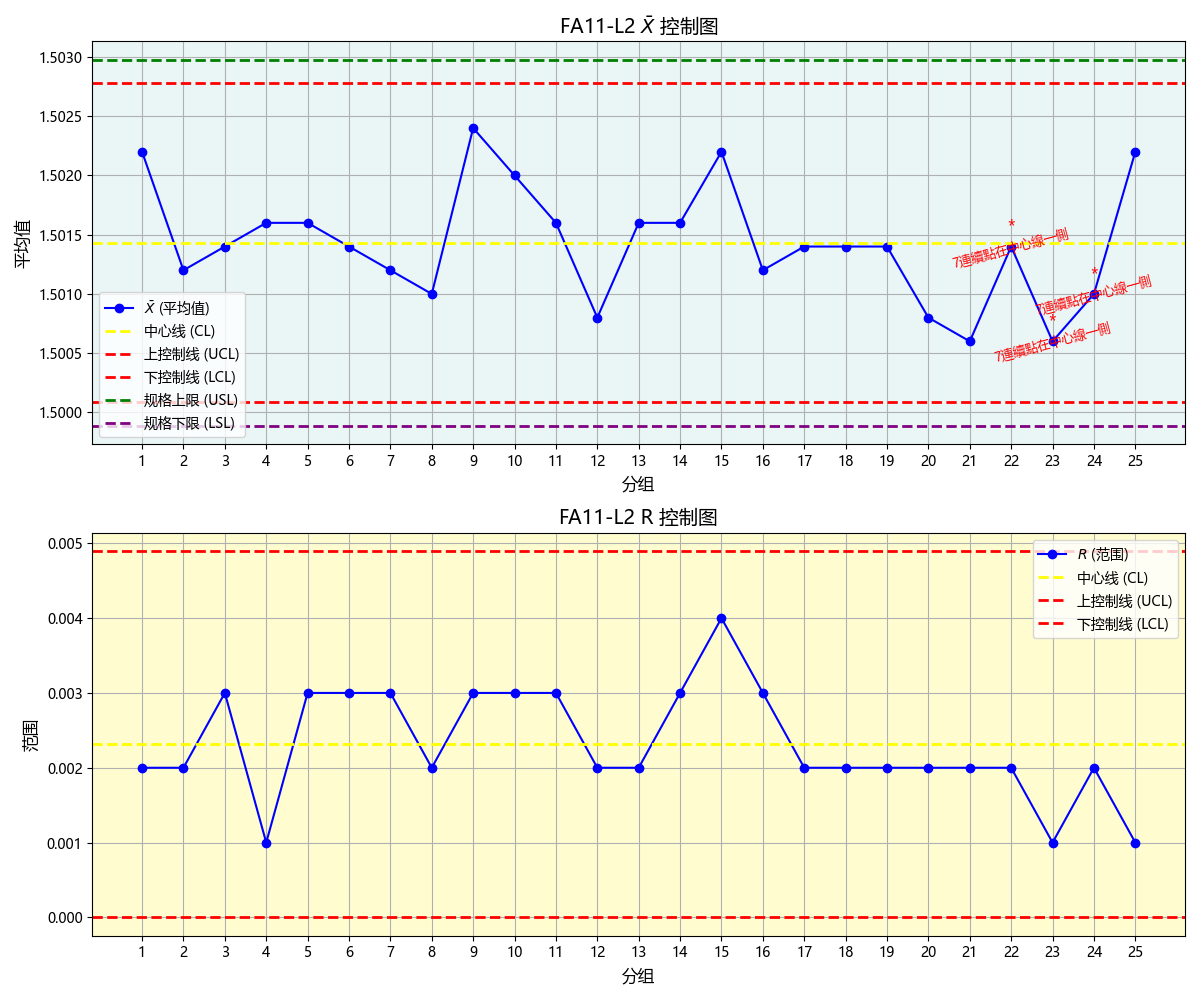 FA11-L2 X̄ 控制图
1.5030
1.5025
1.5020
1.5015
1.5010
1.5005
1.5000
平均值
*
7連續點在中心線一側
*
7連續點在中心線一側
*
7連續點在中心線一側
X̄ (平均值)
中心线 (CL)
上控制线 (UCL)
下控制线 (LCL)
规格上限 (USL)
规格下限 (LSL)
1 2 3 4 5 6 7 8 9 10 11 12 13 14 15 16 17 18 19 20 21 22 23 24 25
分组
FA11-L2 R 控制图
0.005
0.004
0.003
0.002
0.001
0.000
范围
R (范围)
中心线 (CL)
上控制线 (UCL)
下控制线 (LCL)
1 2 3 4 5 6 7 8 9 10 11 12 13 14 15 16 17 18 19 20 21 22 23 24 25
分组